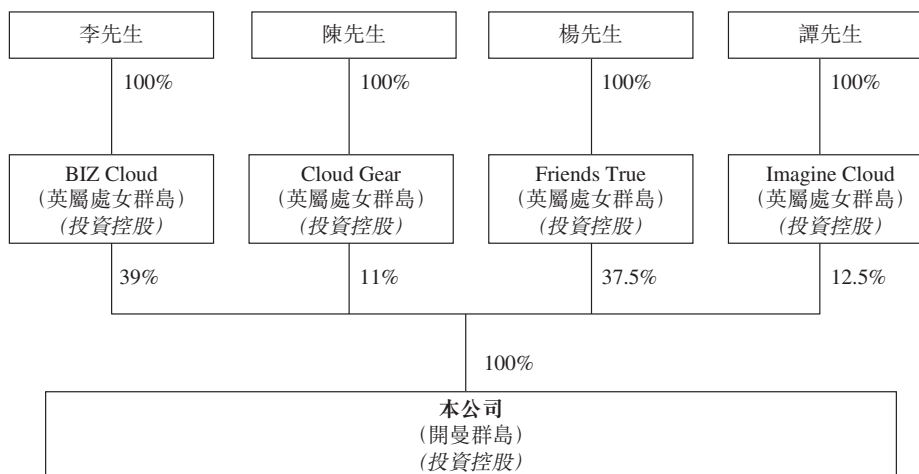 李先生
陳先生
楊先生
譚先生
100%
100%
100%
100%
BIZ Cloud
(英屬處女群島)
(投資控股)
Cloud Gear
(英屬處女群島)
(投資控股)
Friends True
(英屬處女群島)
(投資控股)
Imagine Cloud
(英屬處女群島)
(投資控股)
39%
11%
37.5%
12.5%
100%
本公司
(開曼群島)
(投資控股)